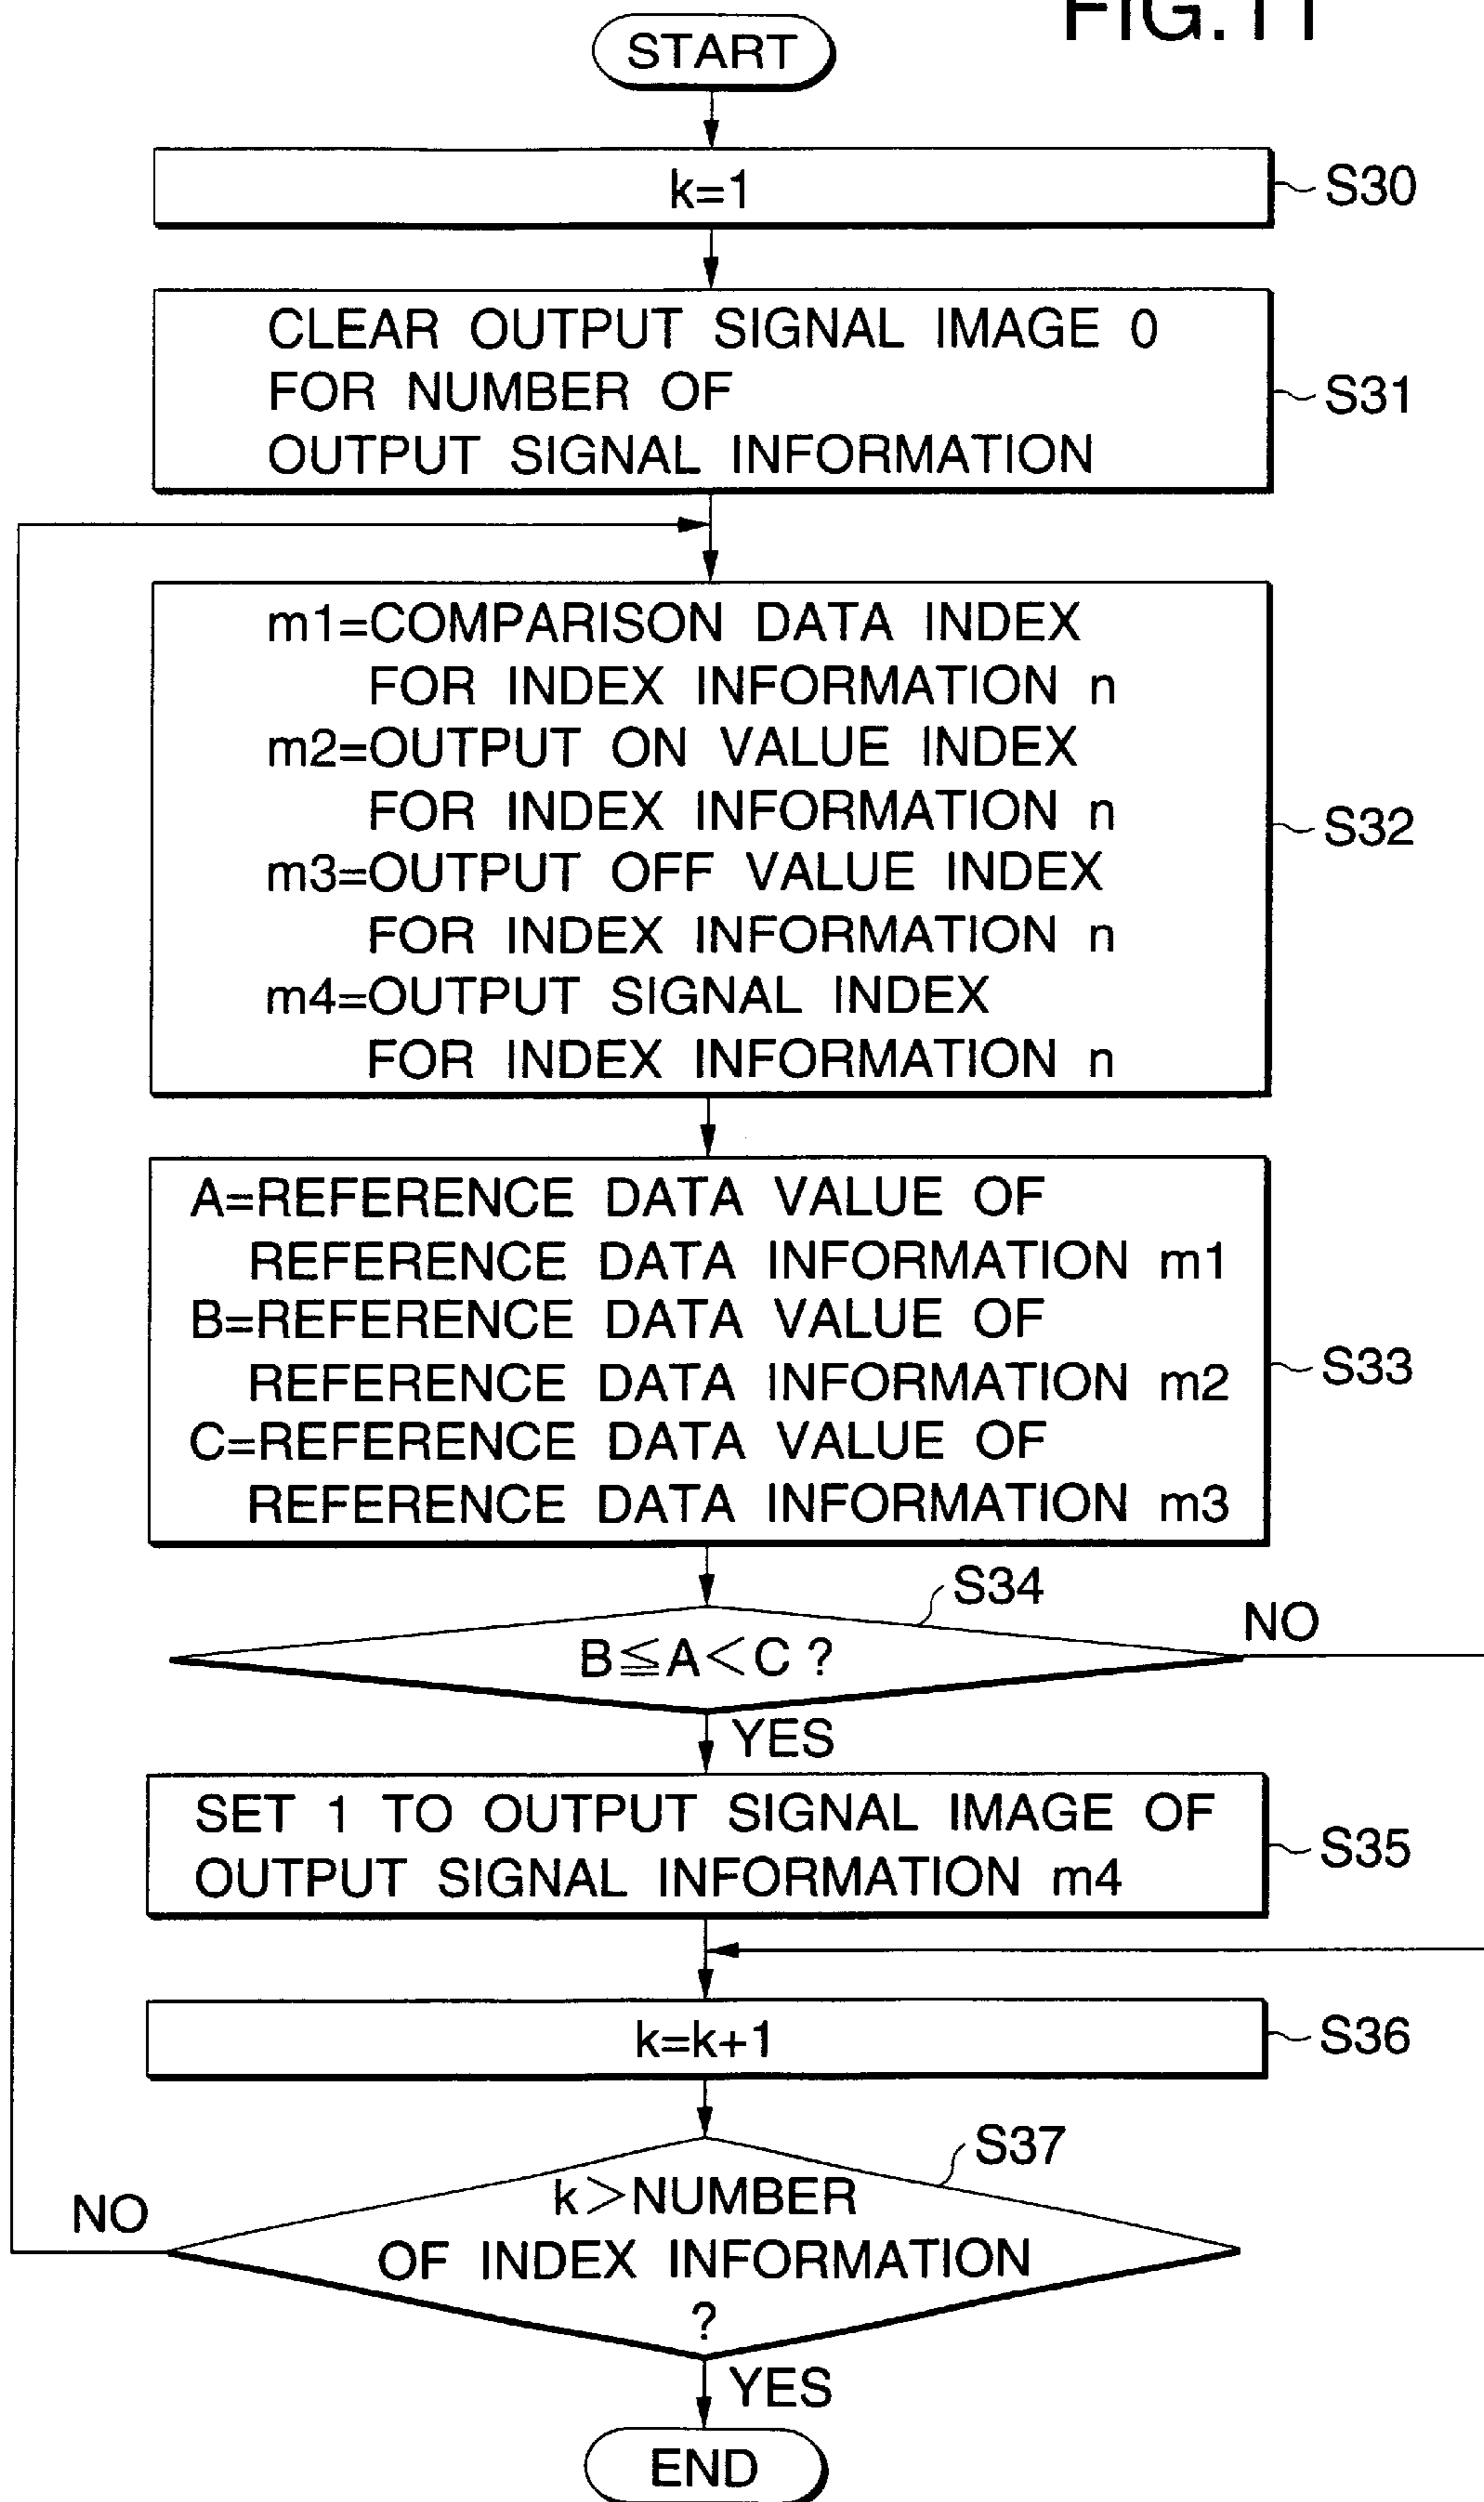 FIG.11
START
k=1
S30
CLEAR OUTPUT SIGNAL IMAGE 0
FOR NUMBER OF
OUTPUT SIGNAL INFORMATION
S31
m1=COMPARISON DATA INDEX
FOR INDEX INFORMATION n
m2=OUTPUT ON VALUE INDEX
FOR INDEX INFORMATION n
m3=OUTPUT OFF VALUE INDEX
FOR INDEX INFORMATION n
m4=OUTPUT SIGNAL INDEX
FOR INDEX INFORMATION n
S32
A=REFERENCE DATA VALUE OF
REFERENCE DATA INFORMATION m1
B=REFERENCE DATA VALUE OF
REFERENCE DATA INFORMATION m2
C=REFERENCE DATA VALUE OF
REFERENCE DATA INFORMATION m3
S33
S34
B≦A<C ?
NO
YES
SET 1 TO OUTPUT SIGNAL IMAGE OF
OUTPUT SIGNAL INFORMATION m4
S35
k=k+1
S36
S37
k>NUMBER
OF INDEX INFORMATION
?
NO
YES
END